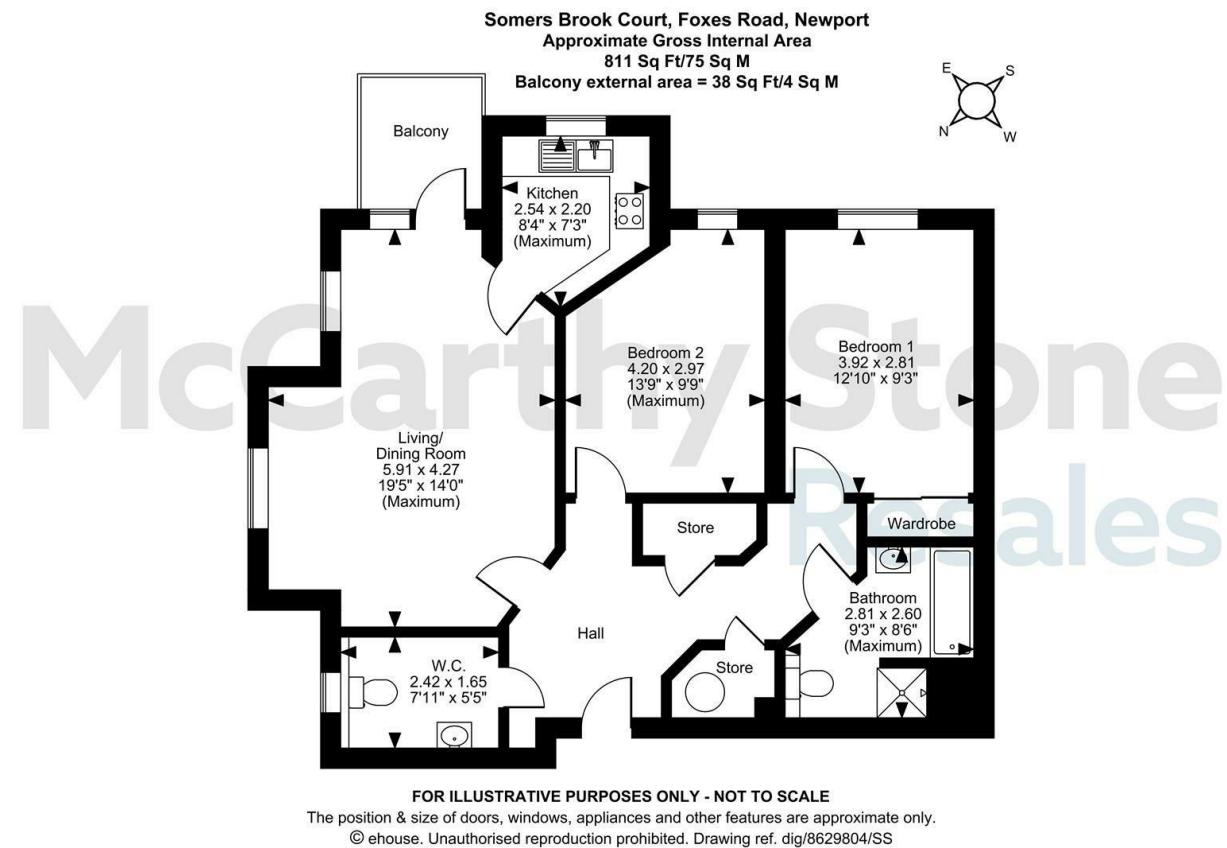 Somers Brook Court, Foxes Road, Newport
Approximate Gross Internal Area
811 Sq Ft/75 Sq M
Balcony external area = 38 Sq Ft/4 Sq M
E
S
N
W
Balcony
Kitchen
2.54 x 2.20
8'4" x 7'3"
(Maximum)
Bedroom 2
4.20 x 2.97
13'9" x 9'9"
(Maximum)
Bedroom 1
3.92 x 2.81
12'10" x 9'3"
McCarthy Stone
Resales
Living/
Dining Room
5.91 x 4.27
19'5" x 14'0"
(Maximum)
Store
Wardrobe
Bathroom
2.81 x 2.60
9'3" x 8'6"
(Maximum)
Hall
Store
W.C.
2.42 x 1.65
7'11" x 5'5"
FOR ILLUSTRATIVE PURPOSES ONLY - NOT TO SCALE
The position & size of doors, windows, appliances and other features are approximate only.
© ehouse. Unauthorised reproduction prohibited. Drawing ref. dig/8629804/SS